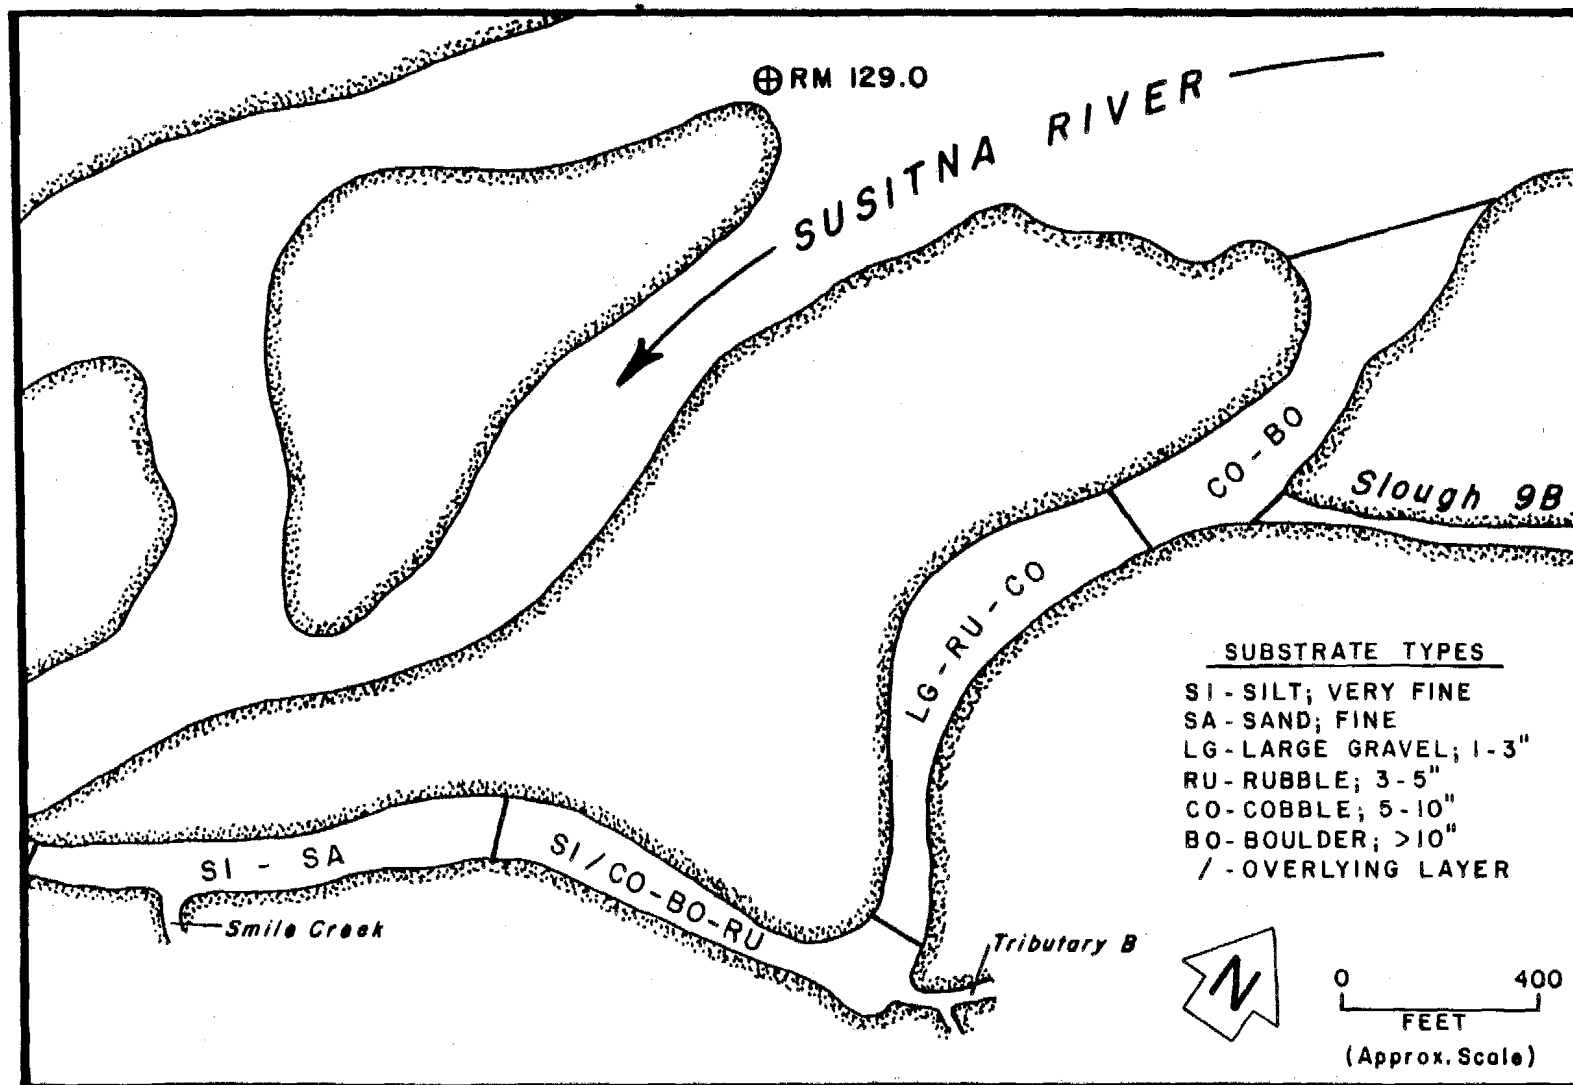 ⊕RM 129.0
SUSITNA RIVER
CO-BO
Slough 9B
LG-RU-CO
SUBSTRATE TYPES
SI-SILT; VERY FINE
SA-SAND; FINE
LG-LARGE GRAVEL; 1-3"
RU-RUBBLE; 3-5"
CO-COBBLE; 5-10"
BO-BOULDER; >10"
/-OVERLYING LAYER
SI - SA
SI/CO-BO-RU
Smile Creek
Tributary B
N
0 400
FEET
(Approx. Scale)